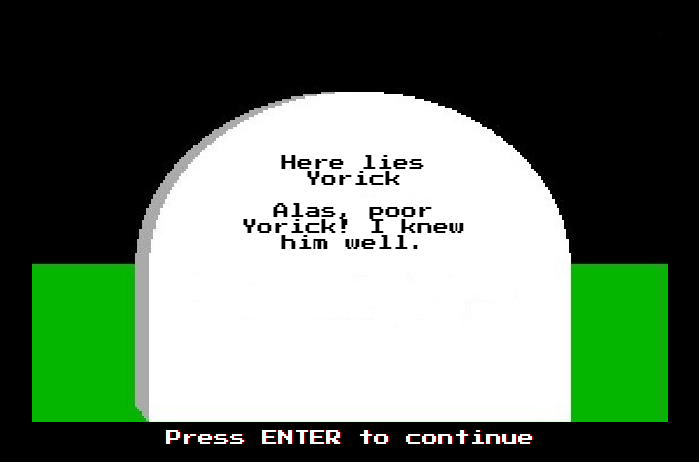 Here lies
Yorick
Alas, poor
Yorick! I knew
him well.
Press ENTER to continue